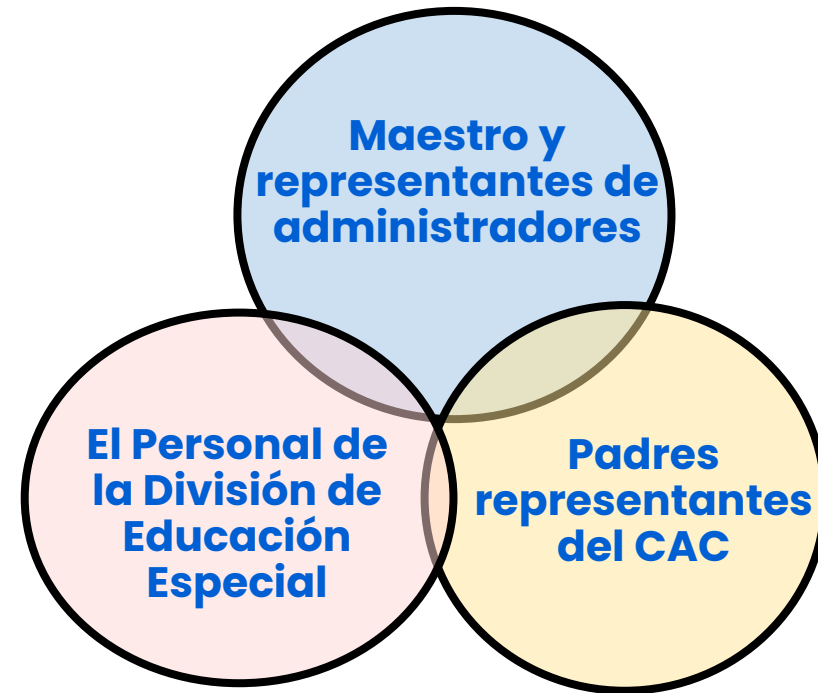 Maestro y
representantes de
administradores
El Personal de
la División de
Educación
Especial
Padres
representantes
del CAC